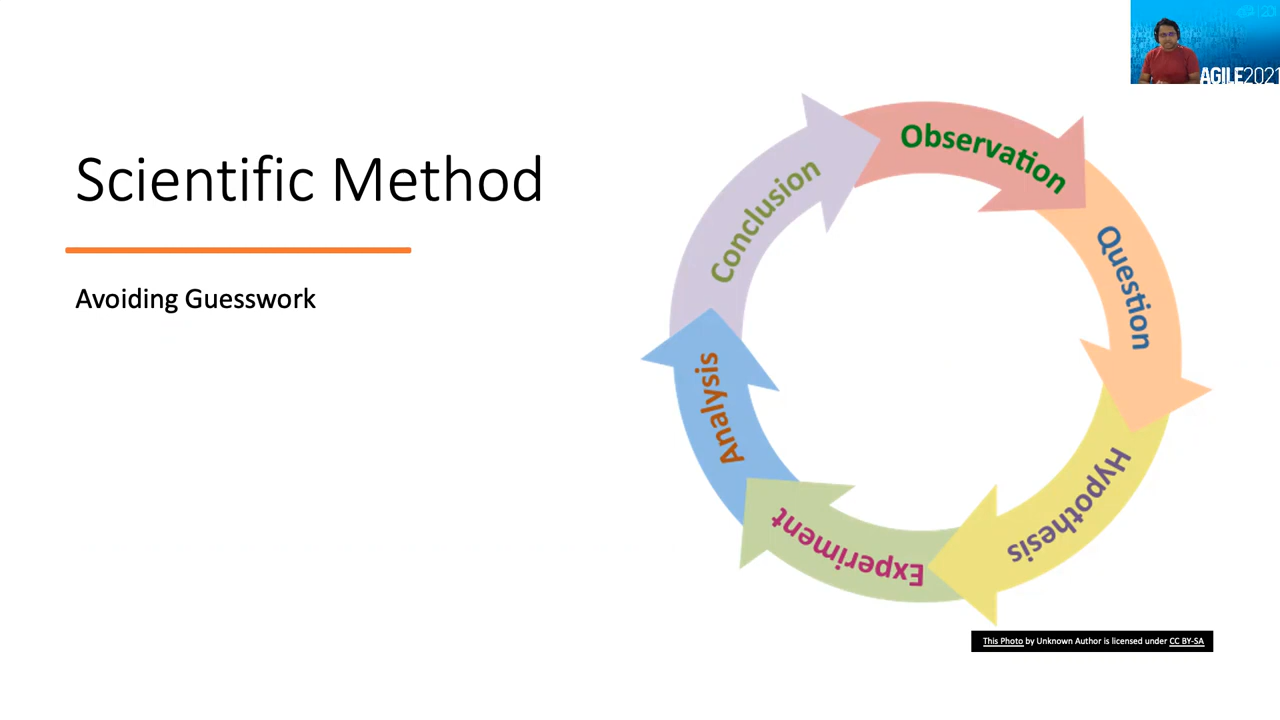 AGILE2021
Scientific Method
Avoiding Guesswork
Observation
Question
Hypothesis
Experiment
Analysis
Conclusion
This Photo by Unknown Author is licensed under CC BY-SA